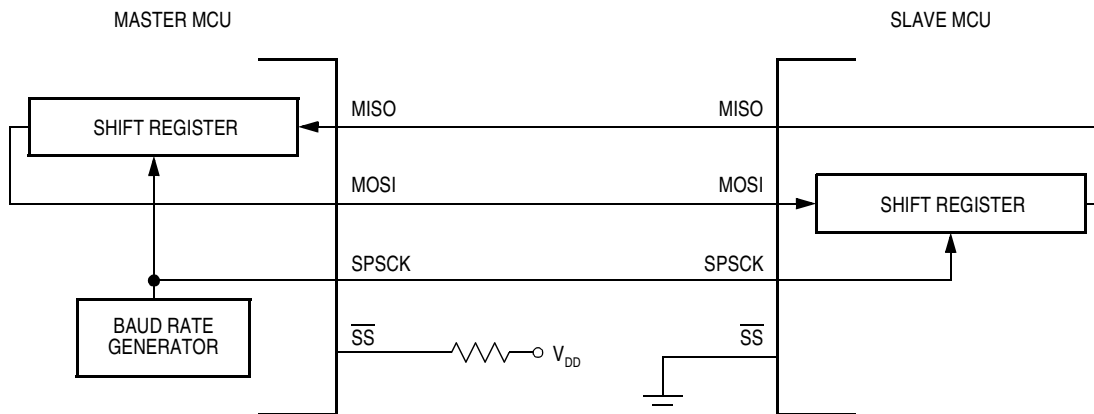 MASTER MCU
SLAVE MCU
SHIFT REGISTER
MISO
MISO
MOSI
MOSI
SHIFT REGISTER
SPSCK
SPSCK
BAUD RATE
GENERATOR
SS
VDD
SS